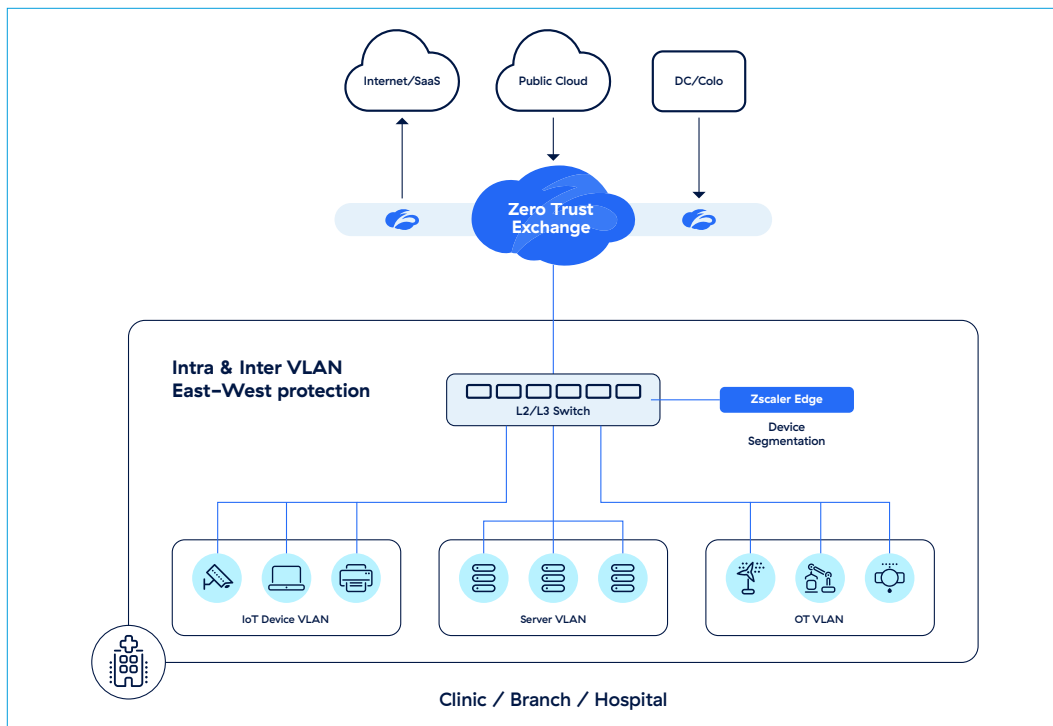 Internet/SaaS
Public Cloud
DC/Colo
Zero Trust
Exchange
Intra & Inter VLAN
East-West protection
L2/L3 Switch
Zscaler Edge
Device
Segmentation
IoT Device VLAN
Server VLAN
OT VLAN
Clinic / Branch / Hospital